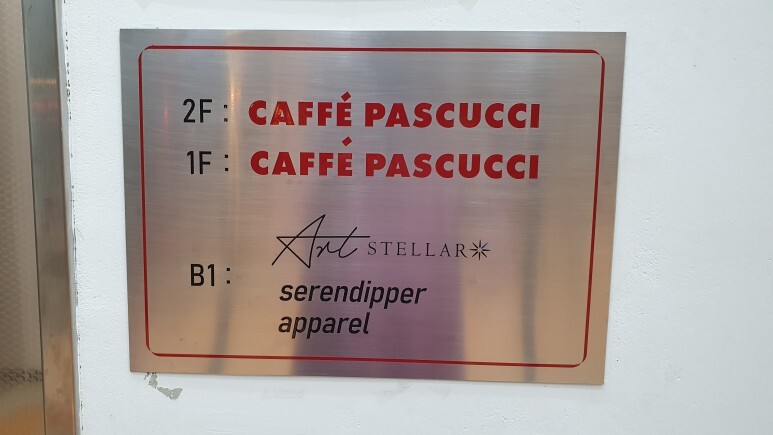 2F : CAFFÉ PASCUCCI
1F : CAFFÉ PASCUCCI
B1 : Art STELLAR
serendipper
apparel